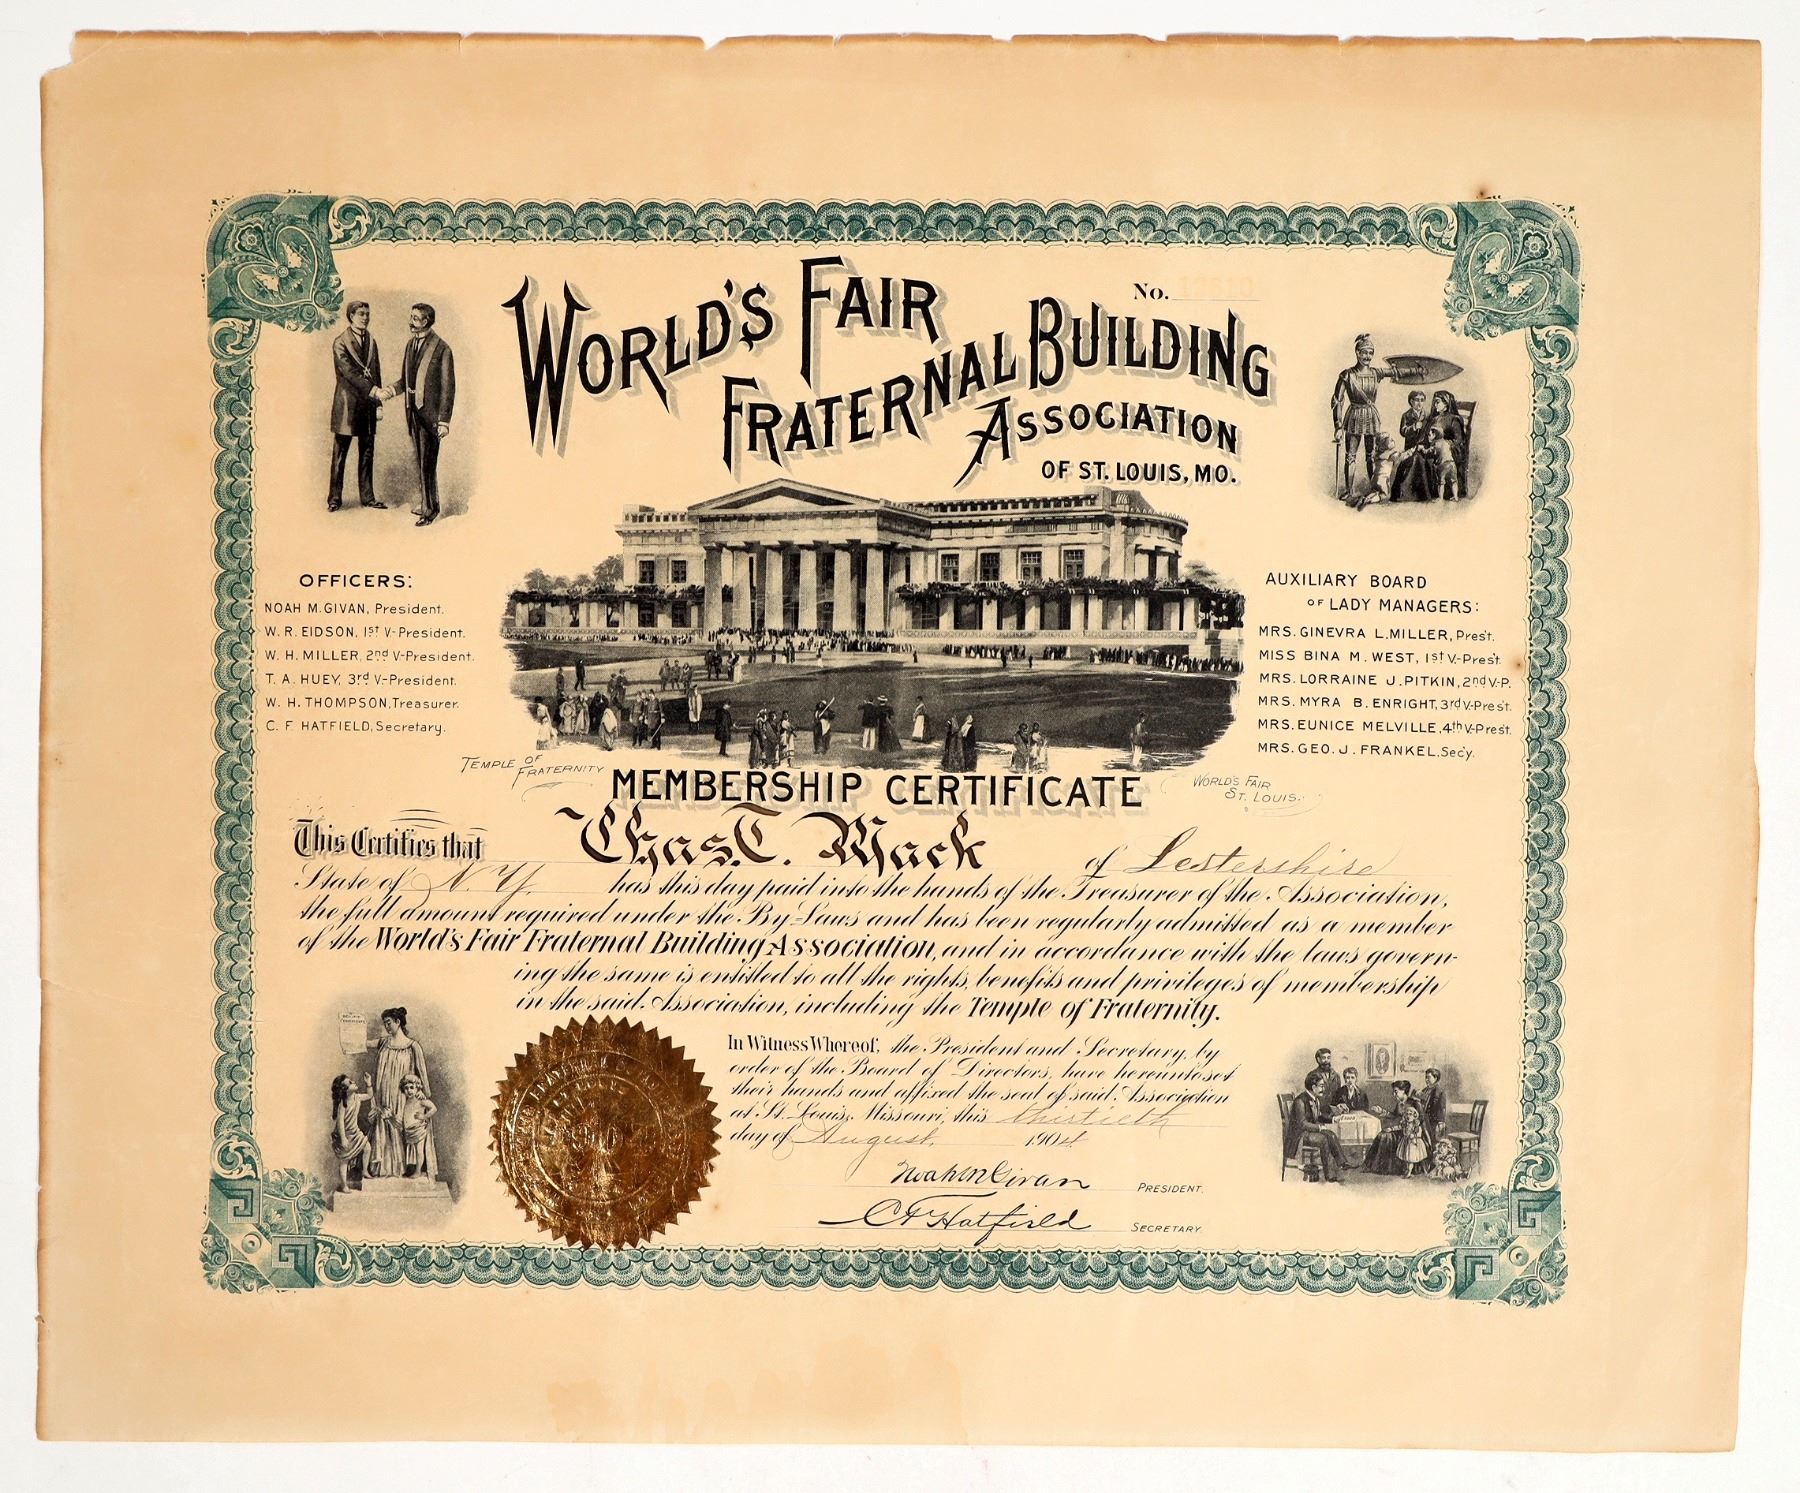 WORLD'S FAIR
No.
FRATERNAL BUILDING
ASSOCIATION
OF ST. LOUIS, MO.
OFFICERS:
NOAH M. GIVAN, President.
W. R. EIDSON, 1st V-President.
W. H. MILLER, 2nd V-President.
T. A. HUEY, 3rd V-President.
W. H. THOMPSON, Treasurer.
C. F. HATFIELD, Secretary.
AUXILIARY BOARD
OF LADY MANAGERS:
MRS. GINEVRA L. MILLER, Pres't.
MISS BINA M. WEST, 1st V-Pres't.
MRS. LORRAINE J. PITKIN, 2nd V-P.
MRS. MYRA B. ENRIGHT, 3rd V-Pres't.
MRS. EUNICE MELVILLE, 4th V-Prest.
MRS. GEO. J. FRANKEL, Sec'y.
TEMPLE OF
FRATERNITY
MEMBERSHIP CERTIFICATE
WORLD'S FAIR
ST. LOUIS.
This Certifies that Chas. T. Mack of Lestershire
State of N. Y. has this day paid into the hands of the Treasurer of the Association,
the full amount required under the By-Laws and has been regularly admitted as a member
of the World's Fair Fraternal Building Association, and in accordance with the laws govern-
ing the same is entitled to all the rights, benefits and privileges of membership
in the said Association, including the Temple of Fraternity.
In Witness Whereof, the President and Secretary, by
order of the Board of Directors, have hereunto set
their hands and affixed the seal of said Association
at St. Louis, Missouri, this thirtieth
day of August 1904
Noah M Givan PRESIDENT.
C F Hatfield SECRETARY.